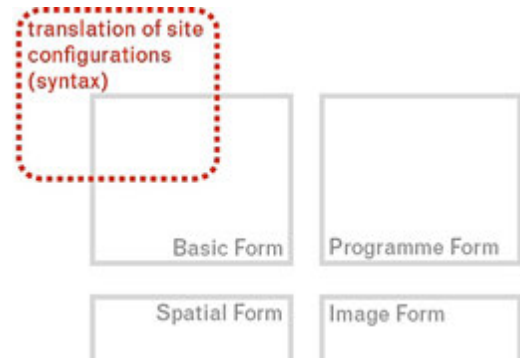 translation of site
configurations
(syntax)
Basic Form
Programme Form
Spatial Form
Image Form